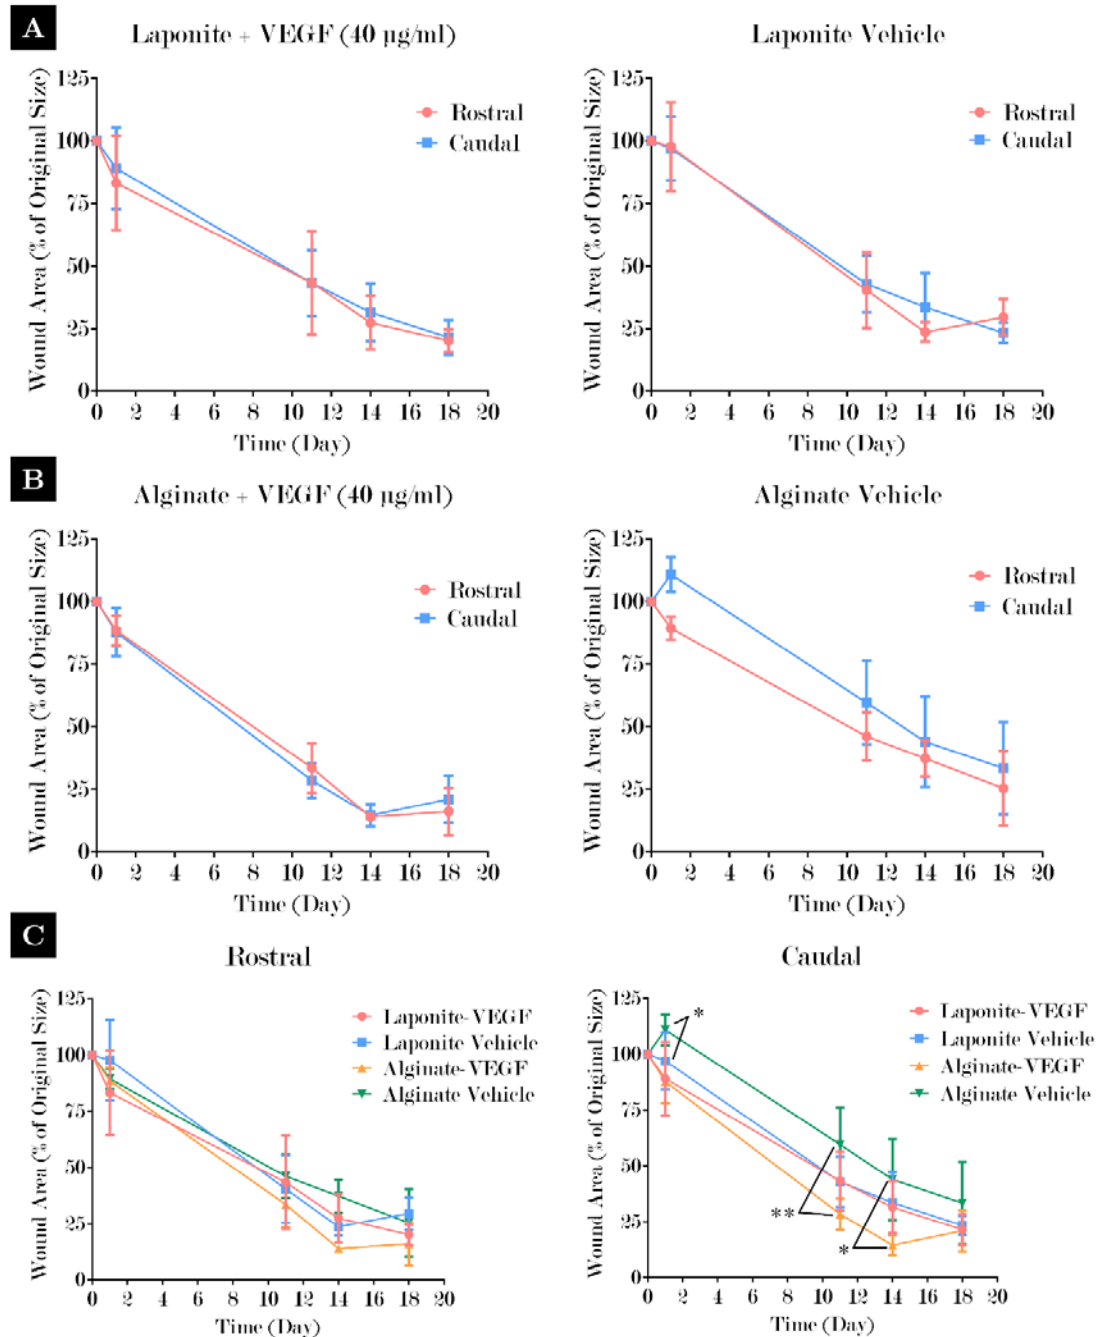 A
Laponite + VEGF (40 µg/ml)
Laponite Vehicle
Wound Area (% of Original Size)
125
100
75
50
25
0
Rostral
Caudal
0 2 4 6 8 10 12 14 16 18 20
Time (Day)
Wound Area (% of Original Size)
125
100
75
50
25
0
Rostral
Caudal
0 2 4 6 8 10 12 14 16 18 20
Time (Day)
B
Alginate + VEGF (40 µg/ml)
Alginate Vehicle
Wound Area (% of Original Size)
125
100
75
50
25
0
Rostral
Caudal
0 2 4 6 8 10 12 14 16 18 20
Time (Day)
Wound Area (% of Original Size)
125
100
75
50
25
0
Rostral
Caudal
0 2 4 6 8 10 12 14 16 18 20
Time (Day)
C
Rostral
Caudal
Wound Area (% of Original Size)
125
100
75
50
25
0
Laponite-VEGF
Laponite Vehicle
Alginate-VEGF
Alginate Vehicle
0 2 4 6 8 10 12 14 16 18 20
Time (Day)
Wound Area (% of Original Size)
125
100
75
50
25
0
*
**
*
Laponite-VEGF
Laponite Vehicle
Alginate-VEGF
Alginate Vehicle
0 2 4 6 8 10 12 14 16 18 20
Time (Day)